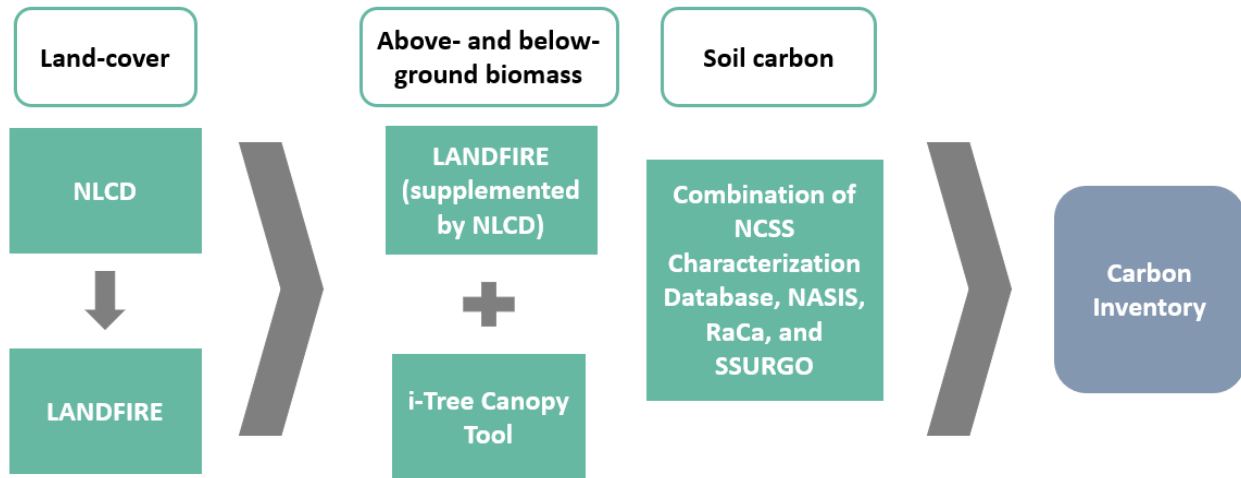 Land-cover
Above- and below-
ground biomass
Soil carbon
NLCD
LANDFIRE
LANDFIRE
(supplemented
by NLCD)
i-Tree Canopy
Tool
Combination of
NCSS
Characterization
Database, NASIS,
RaCa, and
SSURGO
Carbon
Inventory